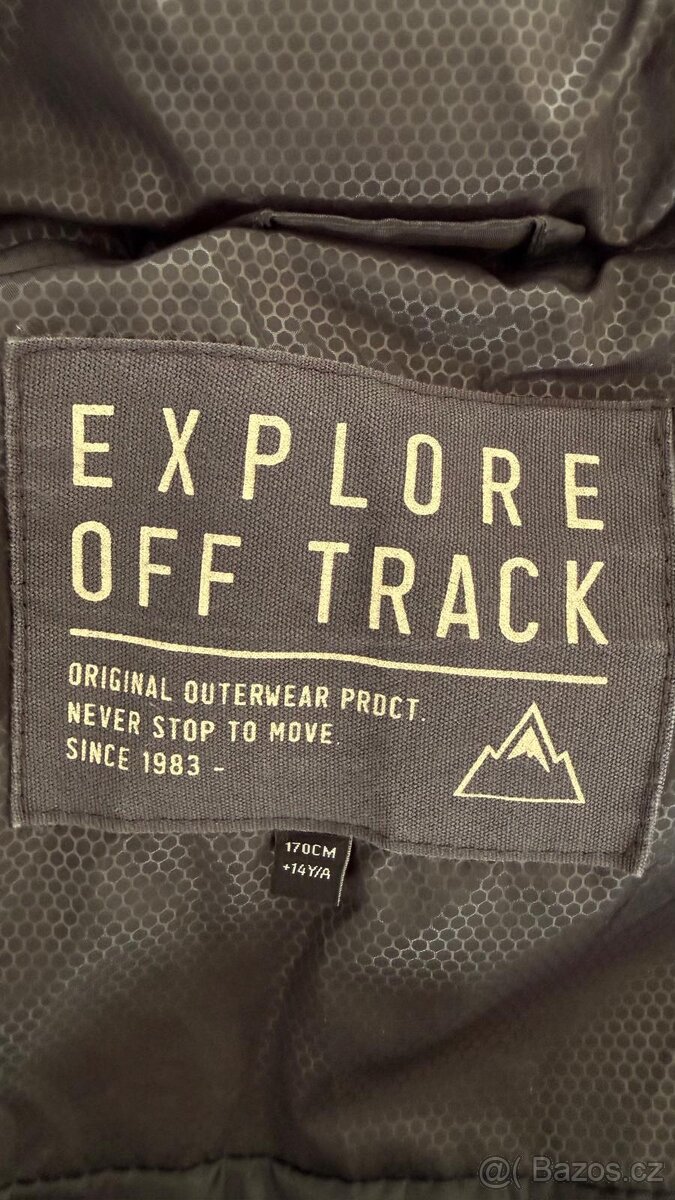 EXPLORE
OFF TRACK
ORIGINAL OUTERWEAR PRDCT.
NEVER STOP TO MOVE.
SINCE 1983 -
170CM
+14Y/A
@( Bazos.cz